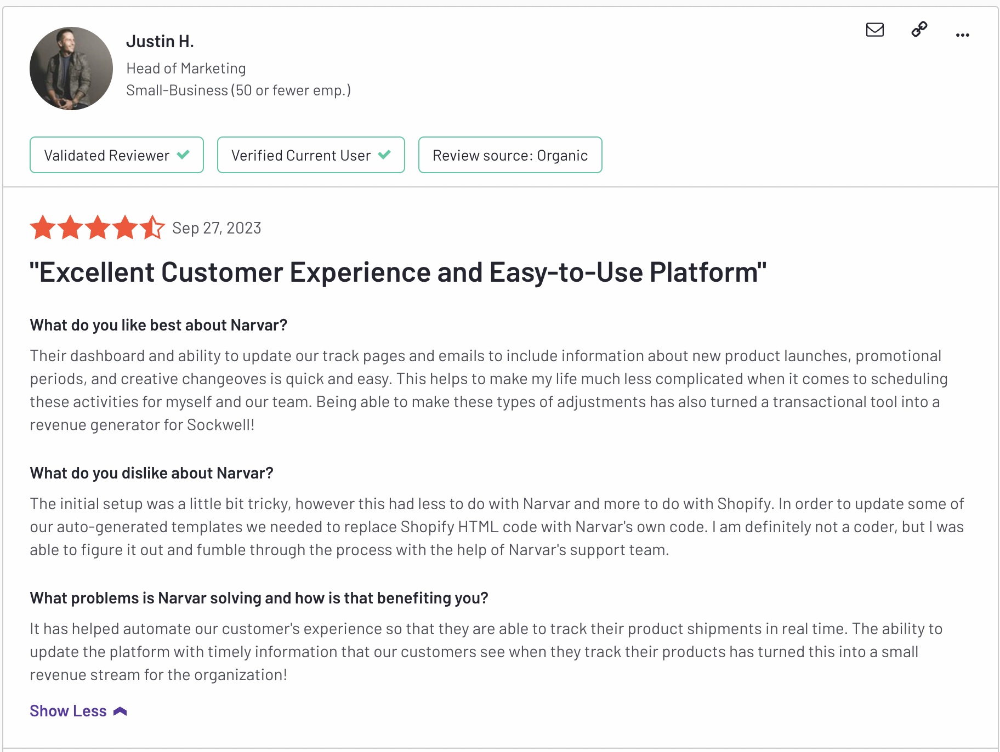 Justin H.
Head of Marketing
Small-Business (50 or fewer emp.)
Validated Reviewer
Verified Current User
Review source: Organic
Sep 27, 2023
"Excellent Customer Experience and Easy-to-Use Platform"
What do you like best about Narvar?
Their dashboard and ability to update our track pages and emails to include information about new product launches, promotional
periods, and creative changeoves is quick and easy. This helps to make my life much less complicated when it comes to scheduling
these activities for myself and our team. Being able to make these types of adjustments has also turned a transactional tool into a
revenue generator for Sockwell!
What do you dislike about Narvar?
The initial setup was a little bit tricky, however this had less to do with Narvar and more to do with Shopify. In order to update some of
our auto-generated templates we needed to replace Shopify HTML code with Narvar's own code. I am definitely not a coder, but I was
able to figure it out and fumble through the process with the help of Narvar's support team.
What problems is Narvar solving and how is that benefiting you?
It has helped automate our customer's experience so that they are able to track their product shipments in real time. The ability to
update the platform with timely information that our customers see when they track their products has turned this into a small
revenue stream for the organization!
Show Less